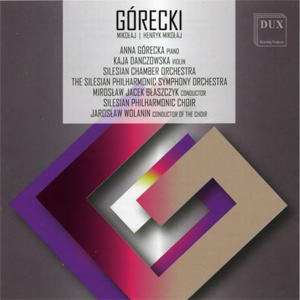 GÓRECKI
MIKOŁAJ | HENRYK MIKOŁAJ
DUX
ANNA GÓRECKA PIANO
KAJA DANCZOWSKA VIOLIN
SILESIAN CHAMBER ORCHESTRA
THE SILESIAN PHILHARMONIC SYMPHONY ORCHESTRA
MIROSŁAW JACEK BŁASZCZYK CONDUCTOR
SILESIAN PHILHARMONIC CHOIR
JAROSŁAW WOLANIN CONDUCTOR OF THE CHOIR